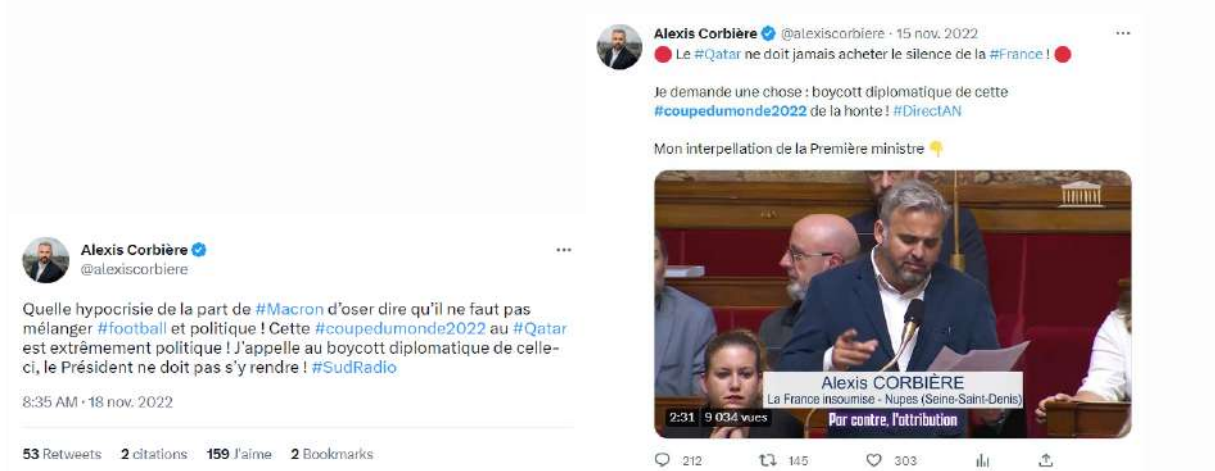 Alexis Corbière
@alexiscorbiere
Quelle hypocrisie de la part de #Macron d'oser dire qu'il ne faut pas
mélanger #football et politique ! Cette #coupedumonde2022 au #Qatar
est extrêmement politique ! J'appelle au boycott diplomatique de celle-
ci, le Président ne doit pas s'y rendre ! #SudRadio
8:35 AM · 18 nov. 2022
53 Retweets 2 citations 159 J'aime 2 Bookmarks
Alexis Corbière @alexiscorbiere · 15 nov. 2022
Le #Qatar ne doit jamais acheter le silence de la #France !
Je demande une chose : boycott diplomatique de cette
#coupedumonde2022 de la honte ! #DirectAN
Mon interpellation de la Première ministre
Alexis CORBIÈRE
La France insoumise - Nupes (Seine-Saint-Denis)
2:31 9 034 vues
Par contre, l'attribution
212 145 303